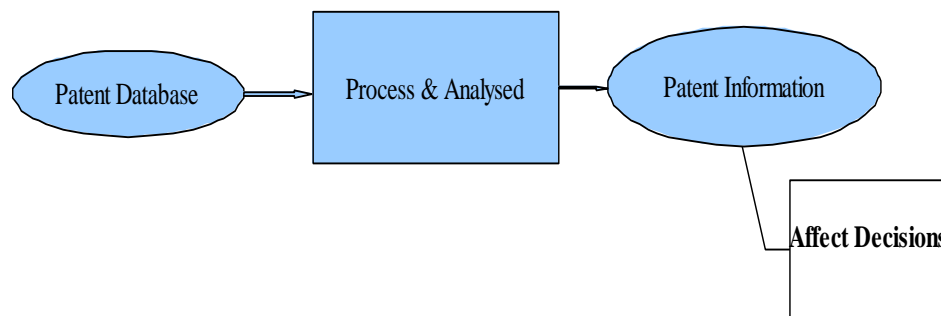 Patent Database
Process & Analysed
Patent Information
Affect Decisions